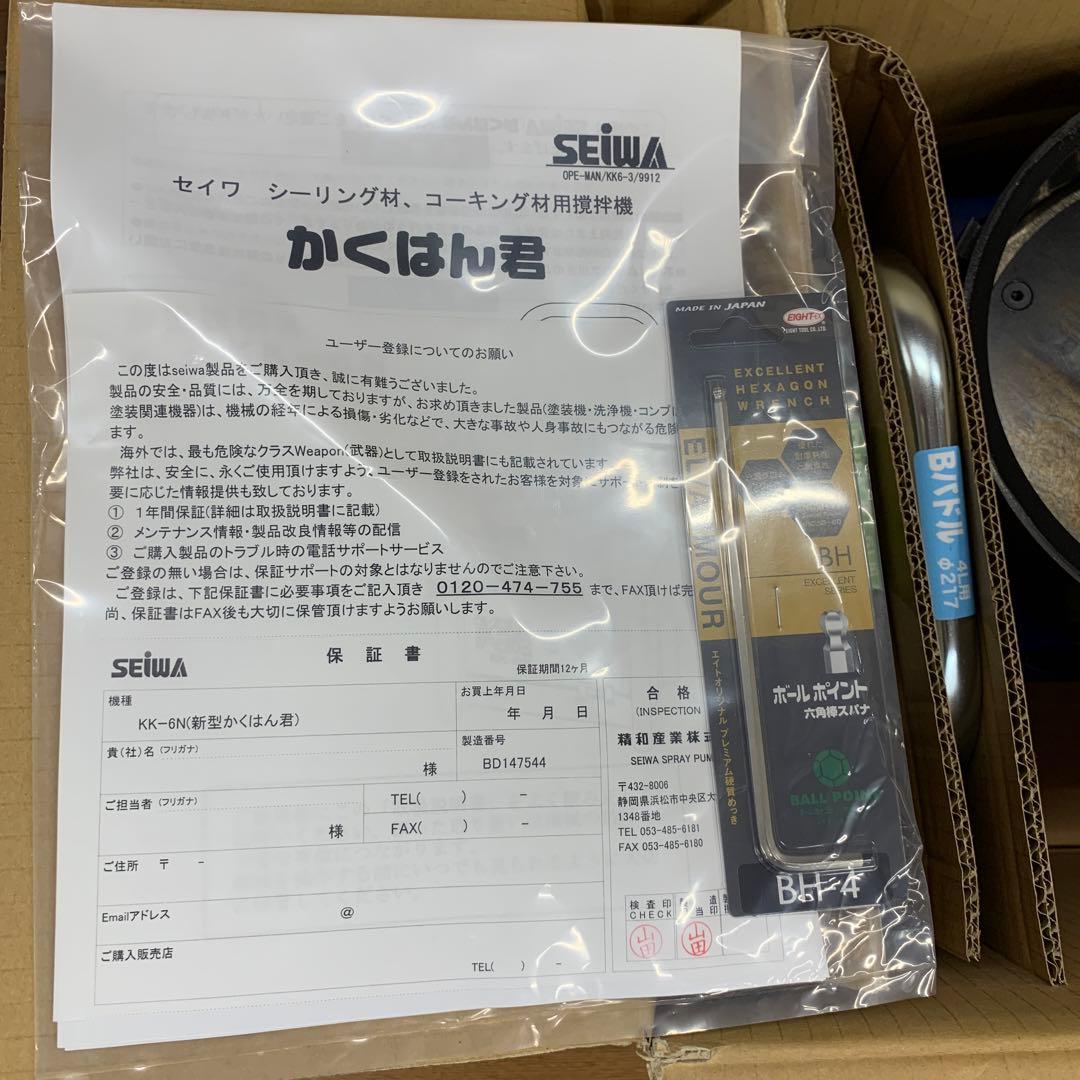 SEiWA
OPE-MAN/KK6-3/9912
セイワ シーリング材、コーキング材用撹拌機
かくはん君
ユーザー登録についてのお願い
この度はseiwa製品をご購入頂き、誠に有難うございました。
製品の安全・品質には、万全を期しておりますが、お求め頂きました製品(塗装機・洗浄機・コンプレ
塗装関連機器)は、機械の経年による損傷・劣化などで、大きな事故や人身事故にもつながる危険
ます。
海外では、最も危険なクラスWeapon(武器)として取扱説明書にも記載されています。
弊社は、安全に、永くご使用頂けますよう、ユーザー登録をされたお客様を対象にサポート
要に応じた情報提供も致しております。
① 1年間保証(詳細は取扱説明書に記載)
② メンテナンス情報・製品改良情報等の配信
③ ご購入製品のトラブル時の電話サポートサービス
ご登録の無い場合は、保証サポートの対象とはなりませんのでご注意下さい。
ご登録は、下記保証書に必要事項をご記入頂き 0120-474-755 まで、FAX頂けば完
尚、保証書はFAX後も大切に保管頂けますようお願いします。
SEiWA
保証書
保証期間12ヶ月
機種
KK-6N(新型かくはん君)
お買上年月日
年 月 日
貴(社)名(フリガナ)
様
製造番号
BD147544
ご担当者(フリガナ)
様
TEL( ) -
FAX( ) -
ご住所 〒 -
Emailアドレス @
ご購入販売店
TEL( ) -
合格
(INSPECTION
精和産業株式
SEIWA SPRAY PUM
〒432-8006
静岡県浜松市中央区大
1348番地
TEL 053-485-6181
FAX 053-485-6180
検査印
CHECK
山田
山田
MADE IN JAPAN
EIGHT-EX
EIGHT TOOL CO.,LTD.
EXCELLENT
HEXAGON
WRENCH
BH
EXCELLENT
SERIES
ボールポイント
六角棒スパナ
エイトオリジナル プレミアム硬質めっき
BALL POINT
BH-4
Bパドル
4L用
φ217